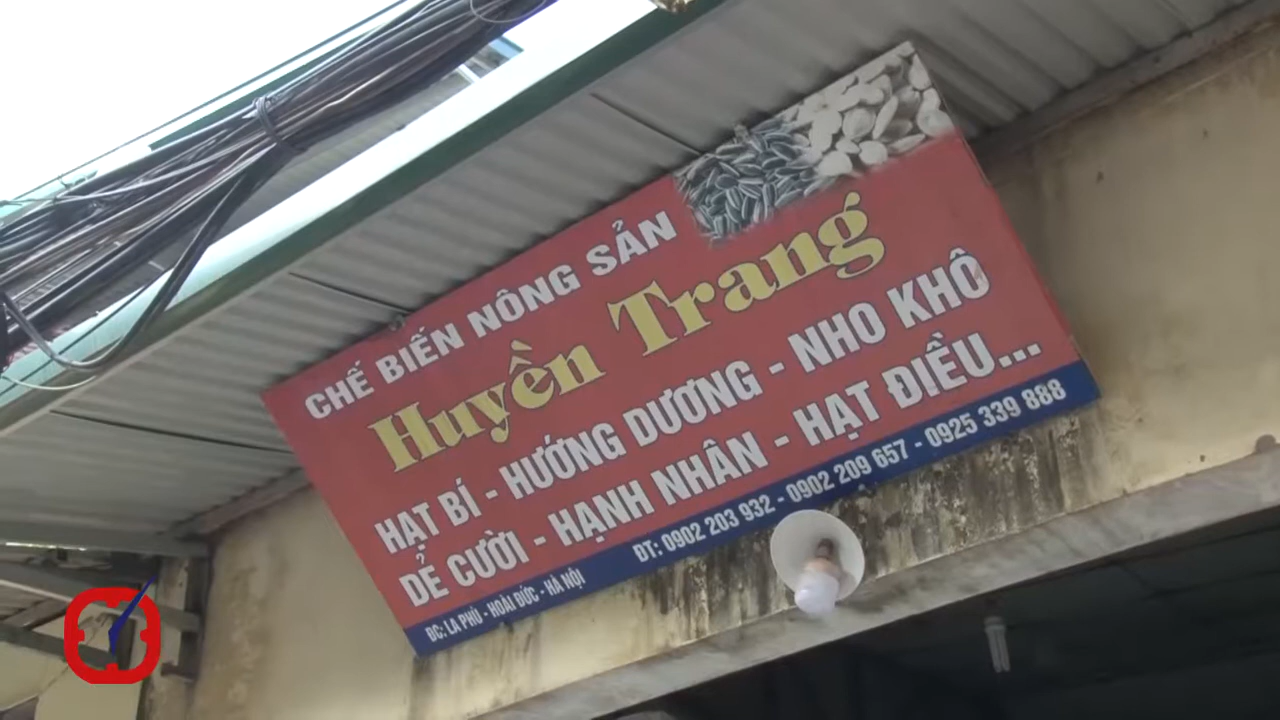 CHẾ BIẾN NÔNG SẢN
Huyền Trang
HẠT BÍ - HƯỚNG DƯƠNG - NHO KHÔ
DẺ CƯỜI - HẠNH NHÂN - HẠT ĐIỀU...
ĐC: LA PHÙ - HOÀI ĐỨC - HÀ NỘI ĐT: 0902 203 932 - 0902 209 657 - 0925 339 888